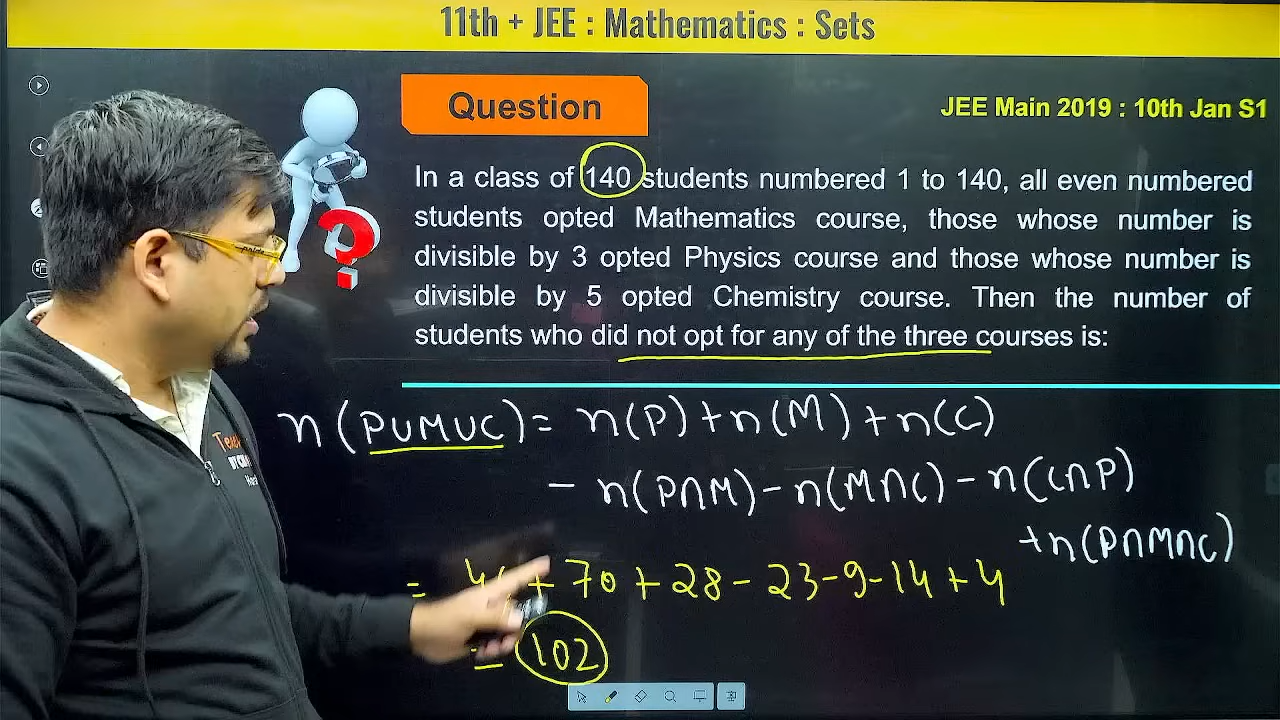 11th + JEE : Mathematics : Sets
Question
JEE Main 2019 : 10th Jan S1
In a class of 140 students numbered 1 to 140, all even numbered
students opted Mathematics course, those whose number is
divisible by 3 opted Physics course and those whose number is
divisible by 5 opted Chemistry course. Then the number of
students who did not opt for any of the three courses is:
n(P∪M∪C) = n(P) + n(M) + n(C)
- n(P∩M) - n(M∩C) - n(C∩P)
+ n(P∩M∩C)
= + 70 + 28 - 23 - 9 - 14 + 4
= 102